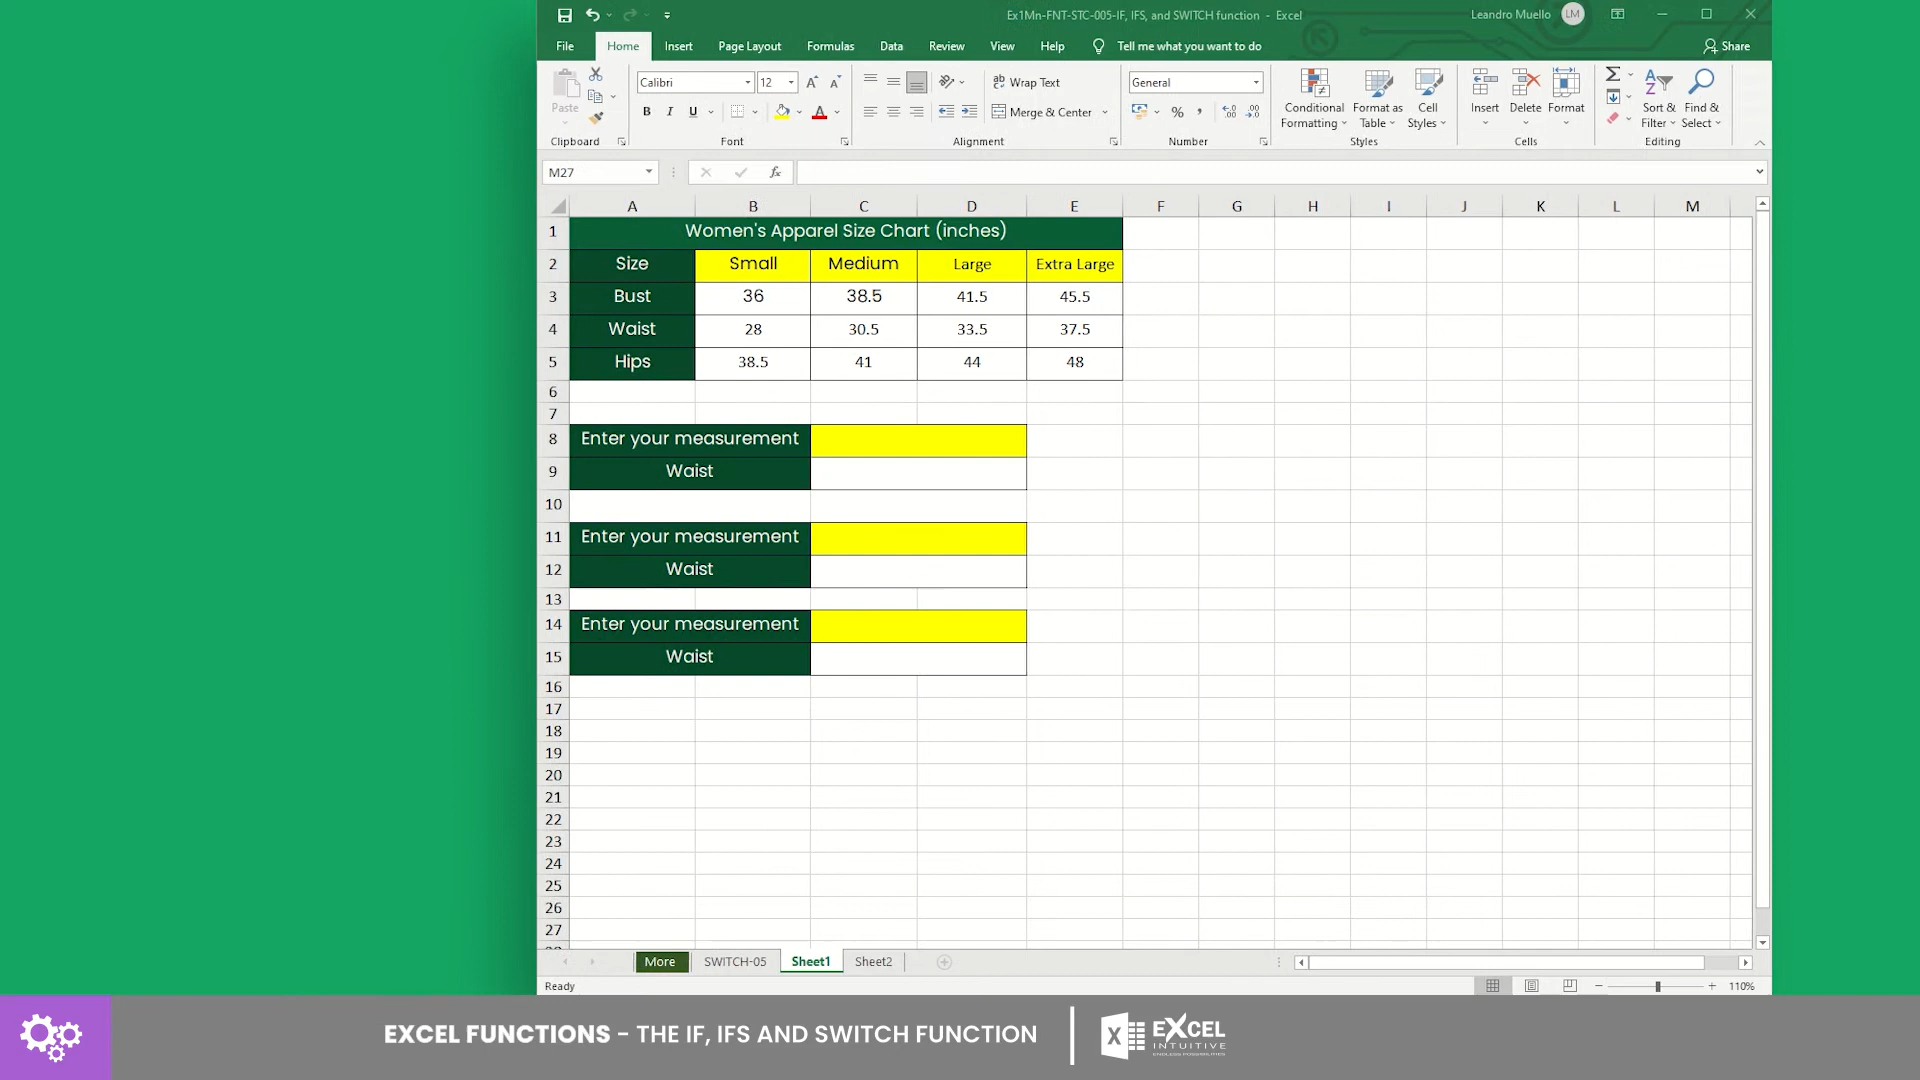 Ex1Mn-FNT-STC-005-IF, IFS, and SWITCH function - Excel
Leandro Muello LM
File Home Insert Page Layout Formulas Data Review View Help Tell me what you want to do Share
Paste
Calibri 12
B I U
A
ab Wrap Text
Merge & Center
General
% ,
Conditional Formatting
Format as Table
Cell Styles
Insert
Delete
Format
Sort & Filter
Find & Select
Clipboard Font Alignment Number Styles Cells Editing
M27 fx
A B C D E F G H I J K L M
1 Women's Apparel Size Chart (inches)
2 Size Small Medium Large Extra Large
3 Bust 36 38.5 41.5 45.5
4 Waist 28 30.5 33.5 37.5
5 Hips 38.5 41 44 48
6
7
8 Enter your measurement
9 Waist
10
11 Enter your measurement
12 Waist
13
14 Enter your measurement
15 Waist
16
17
18
19
20
21
22
23
24
25
26
27
More SWITCH-05 Sheet1 Sheet2
Ready 110%
EXCEL FUNCTIONS - THE IF, IFS AND SWITCH FUNCTION
X EXCEL
INTUITIVE
ENDLESS POSSIBILITIES